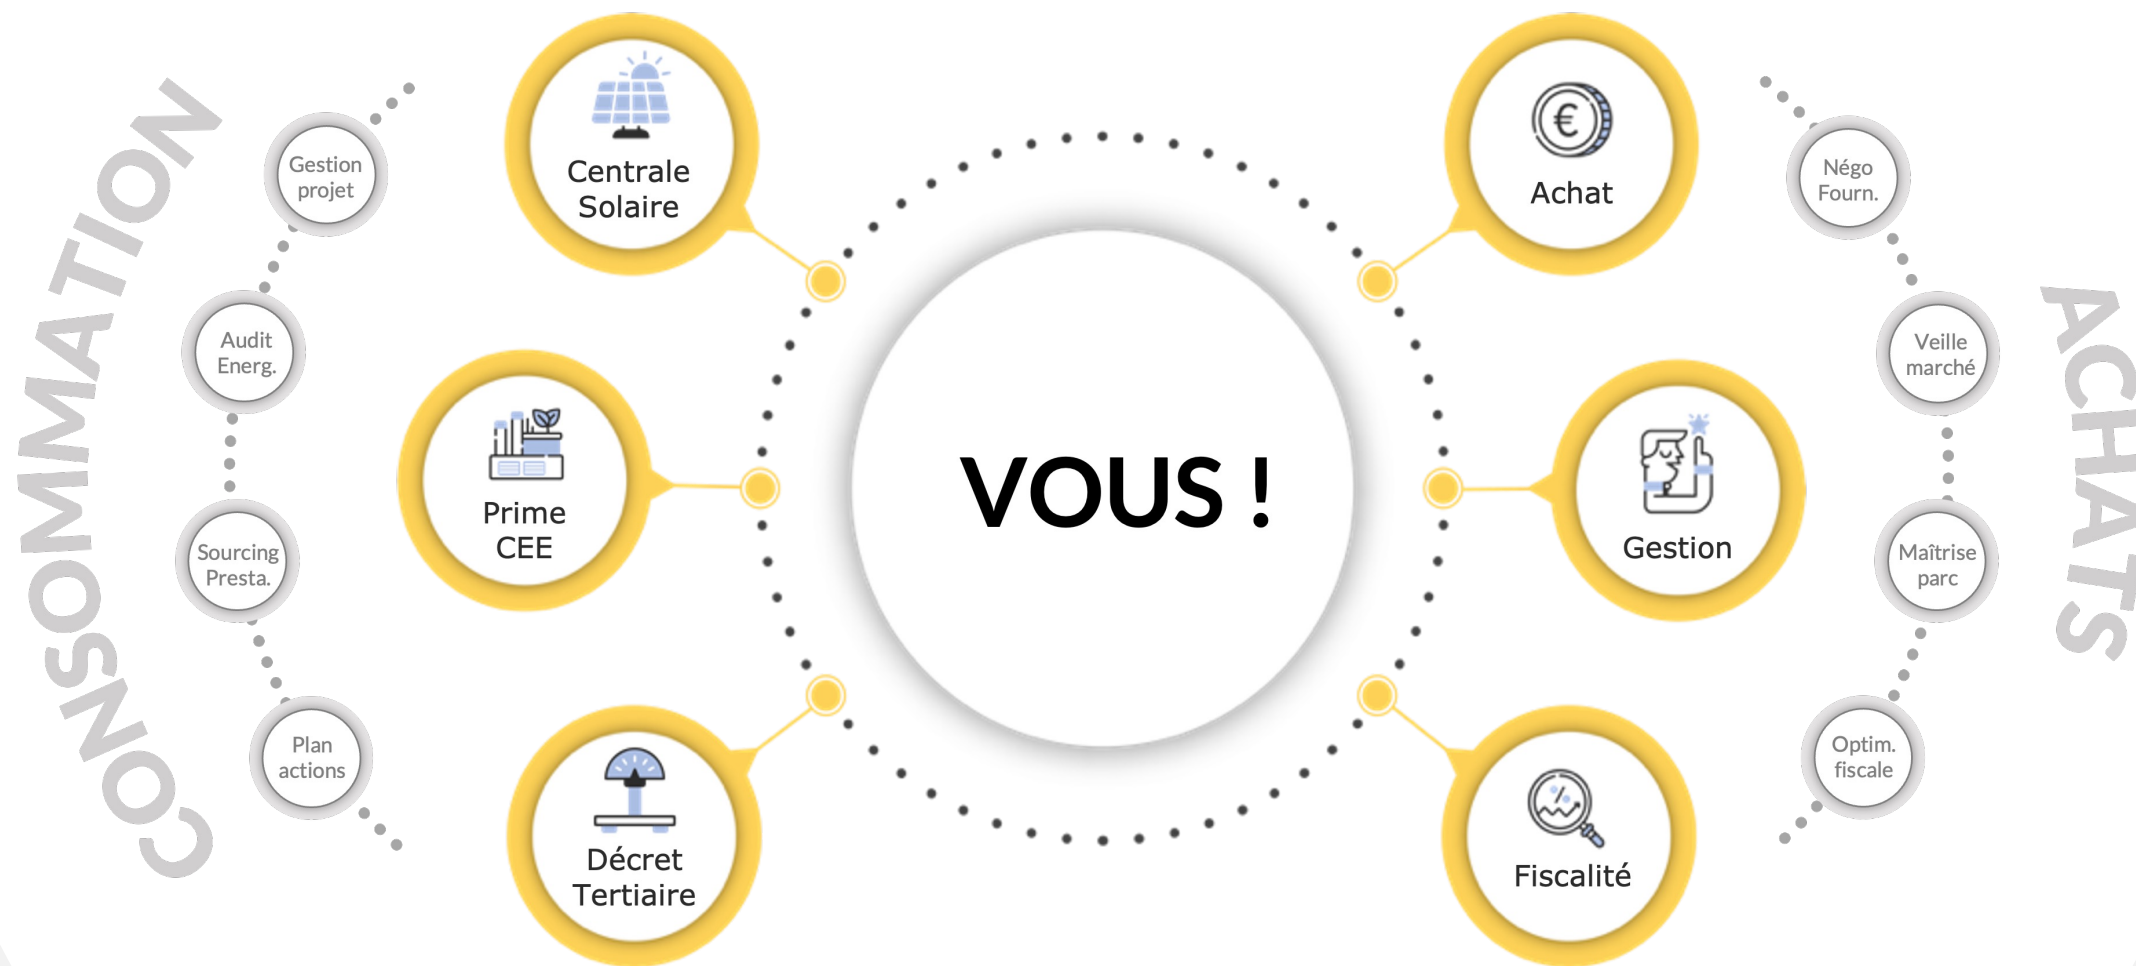 CONSOMMATION
Gestion
projet
Audit
Energ.
Sourcing
Presta.
Plan
actions
Centrale
Solaire
Prime
CEE
Décret
Tertiaire
VOUS !
€
Achat
Gestion
%
Fiscalité
Négo
Fourn.
Veille
marché
Maîtrise
parc
Optim.
fiscale
ACHATS